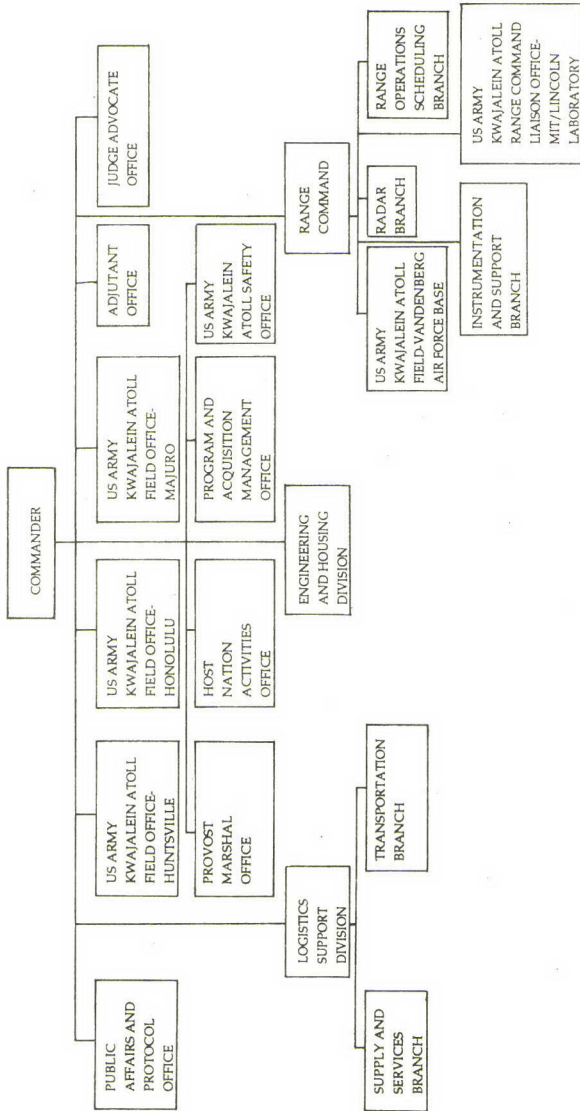 COMMANDER
PUBLIC
AFFAIRS AND
PROTOCOL
OFFICE
US ARMY
KWAJALEIN ATOLL
FIELD OFFICE-
HUNTSVILLE
US ARMY
KWAJALEIN ATOLL
FIELD OFFICE-
HONOLULU
US ARMY
KWAJALEIN ATOLL
FIELD OFFICE-
MAJURO
ADJUTANT
OFFICE
JUDGE ADVOCATE
OFFICE
PROVOST
MARSHAL
OFFICE
HOST
NATION
ACTIVITIES
OFFICE
PROGRAM AND
ACQUISITION
MANAGEMENT
OFFICE
US ARMY
KWAJALEIN
ATOLL SAFETY
OFFICE
LOGISTICS
SUPPORT
DIVISION
ENGINEERING
AND HOUSING
DIVISION
RANGE
COMMAND
SUPPLY AND
SERVICES
BRANCH
TRANSPORTATION
BRANCH
US ARMY
KWAJALEIN ATOLL
FIELD-VANDENBERG
AIR FORCE BASE
RADAR
BRANCH
RANGE
OPERATIONS
SCHEDULING
BRANCH
INSTRUMENTATION
AND SUPPORT
BRANCH
US ARMY
KWAJALEIN ATOLL
RANGE COMMAND
LIAISON OFFICE-
MIT/LINCOLN
LABORATORY